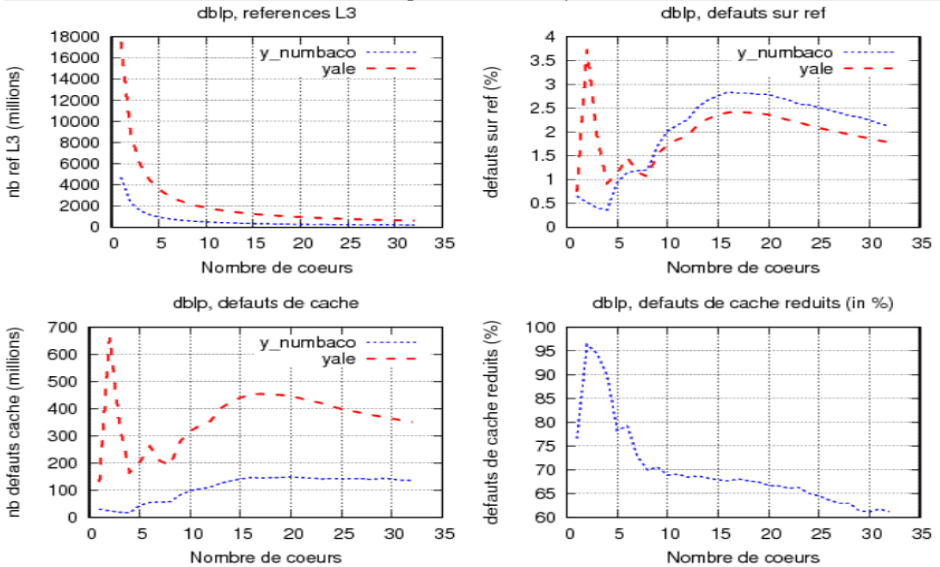 dblp, references L3
nb ref L3 (millions)
18000
16000
14000
12000
10000
8000
6000
4000
2000
0
y_numbaco
yale
0 5 10 15 20 25 30 35
Nombre de coeurs
dblp, defauts sur ref
defauts sur ref (%)
4
3.5
3
2.5
2
1.5
1
0.5
0
y_numbaco
yale
0 5 10 15 20 25 30 35
Nombre de coeurs
dblp, defauts de cache
nb defauts cache (millions)
700
600
500
400
300
200
100
0
y_numbaco
yale
0 5 10 15 20 25 30 35
Nombre de coeurs
dblp, defauts de cache reduits (in %)
defauts de cache reduits (%)
100
95
90
85
80
75
70
65
60
0 5 10 15 20 25 30 35
Nombre de coeurs